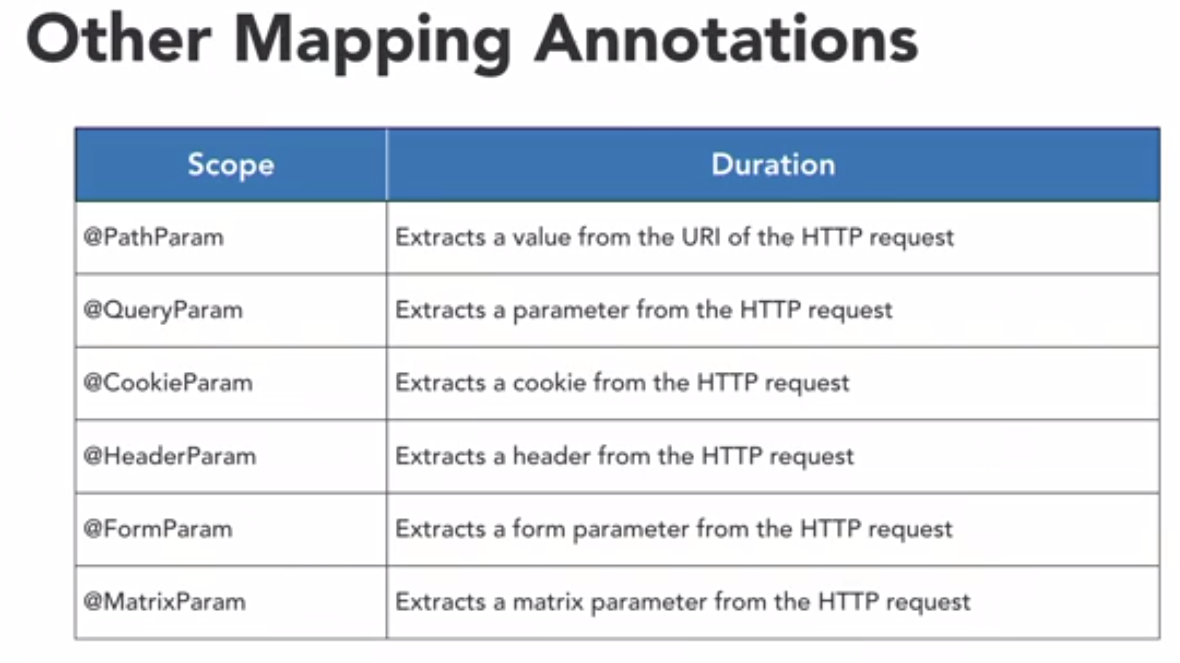 Other Mapping Annotations
Scope Duration
@PathParam Extracts a value from the URI of the HTTP request
@QueryParam Extracts a parameter from the HTTP request
@CookieParam Extracts a cookie from the HTTP request
@HeaderParam Extracts a header from the HTTP request
@FormParam Extracts a form parameter from the HTTP request
@MatrixParam Extracts a matrix parameter from the HTTP request